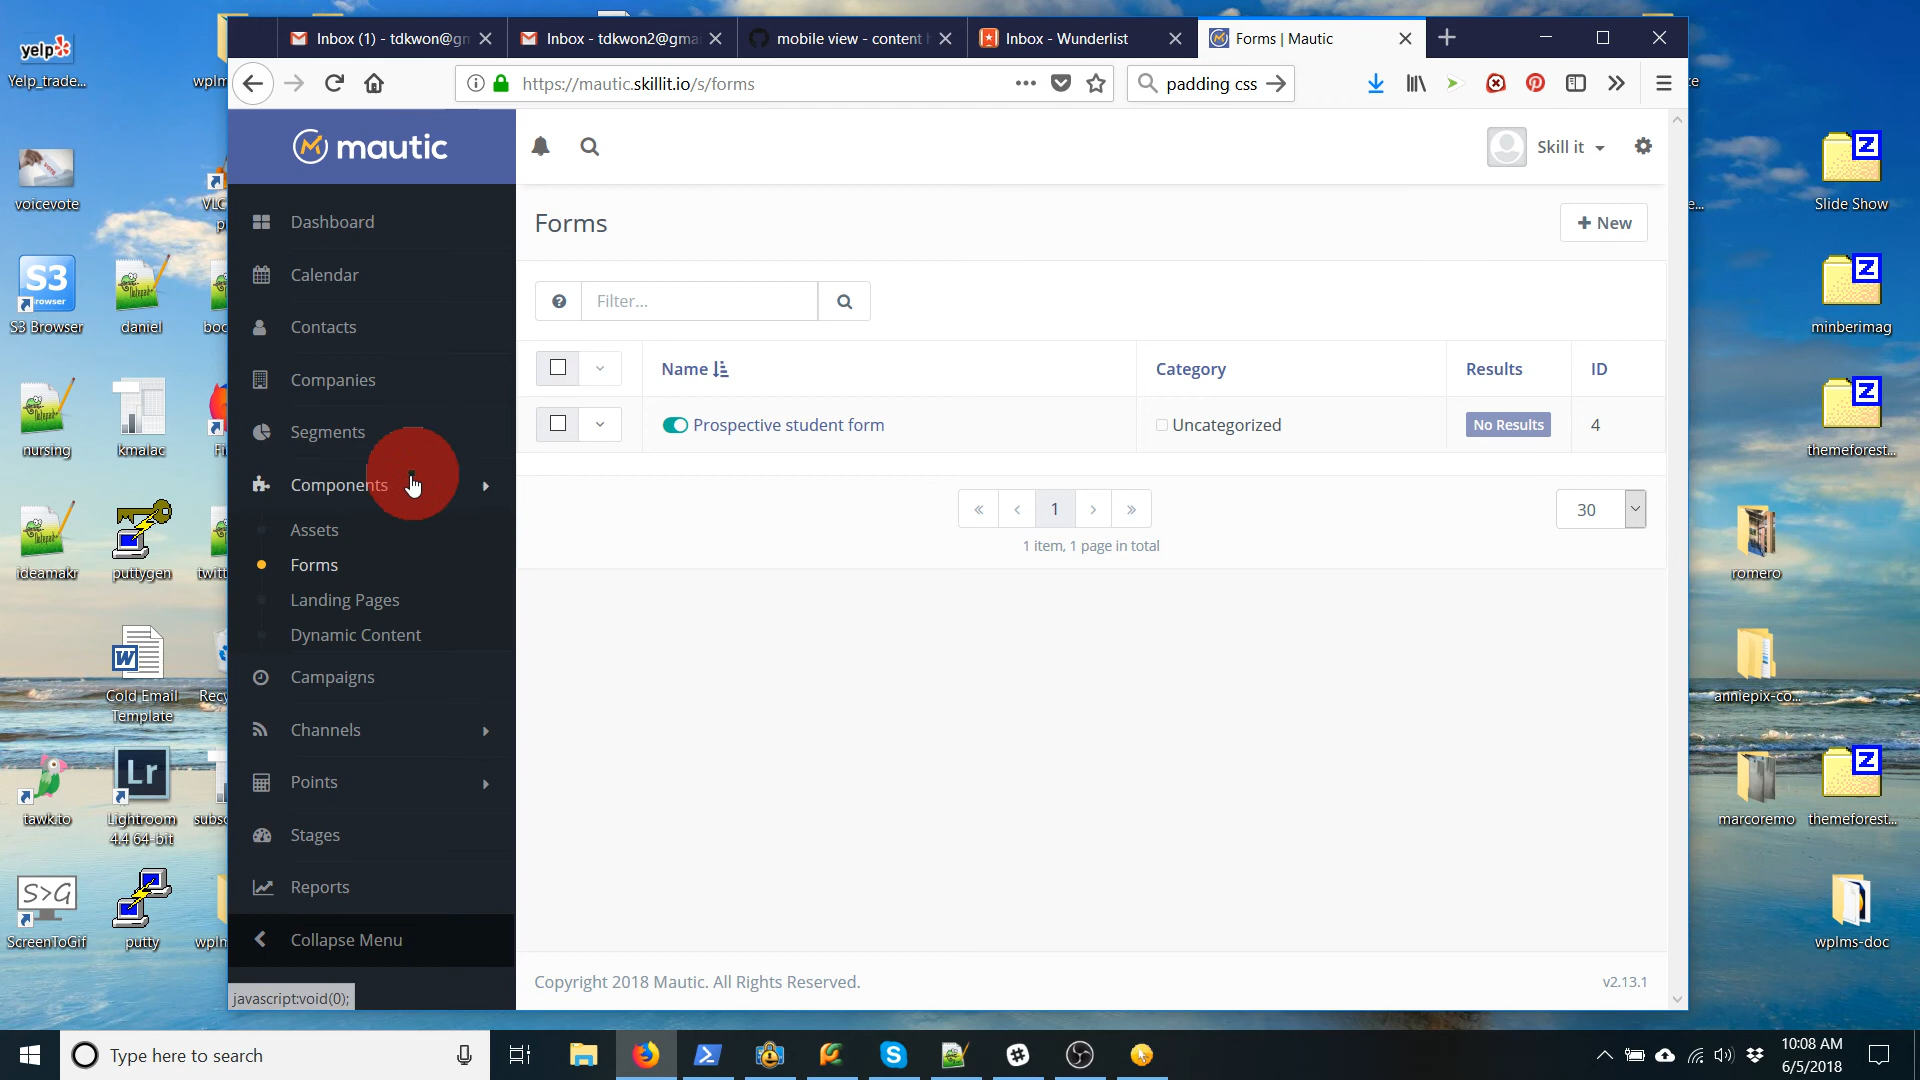 Inbox (1) - tdkwon@gm
Inbox - tdkwon2@gmai
mobile view - content h
Inbox - Wunderlist
Forms | Mautic
https://mautic.skillit.io/s/forms
padding css
mautic
Skill it
Dashboard
Calendar
Contacts
Companies
Segments
Components
Assets
Forms
Landing Pages
Dynamic Content
Campaigns
Channels
Points
Stages
Reports
Collapse Menu
javascript:void(0);
Forms
+ New
Filter...
Name
Category
Results
ID
Prospective student form
Uncategorized
No Results
4
« ‹ 1 › »
30
1 item, 1 page in total
Copyright 2018 Mautic. All Rights Reserved.
v2.13.1
yelp
Yelp_trade...
voicevote
S3
Browser
S3 Browser
daniel
nursing
kmalac
ideamakr
puttygen
W
Cold Email
Template
tawk.to
Lr
Lightroom
4.4 64-bit
S>G
ScreenToGif
putty
Slide Show
minberimag
themeforest...
romero
anniepix-co...
marcoremo
themeforest...
wplms-doc
Type here to search
10:08 AM
6/5/2018